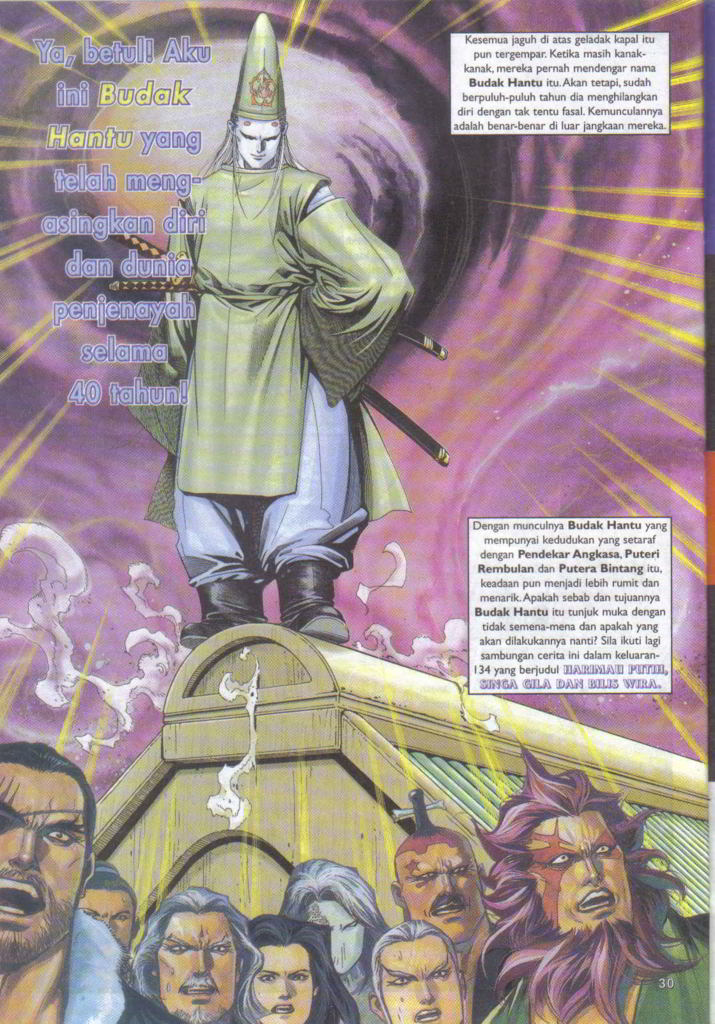 Ya, betul! Aku
ini Budak
Hantu yang
telah meng-
asingkan diri
dan dunia
penjenayah
selama
40 tahun!
Kesemua jaguh di atas geladak kapal itu
pun tergempar. Ketika masih kanak-
kanak, mereka pernah mendengar nama
Budak Hantu itu. Akan tetapi, sudah
berpuluh-puluh tahun dia menghilangkan
diri dengan tak tentu fasal. Kemunculannya
adalah benar-benar di luar jangkaan mereka.
Dengan munculnya Budak Hantu yang
mempunyai kedudukan yang setaraf
dengan Pendekar Angkasa, Puteri
Rembulan dan Putera Bintang itu,
keadaan pun menjadi lebih rumit dan
menarik. Apakah sebab dan tujuannya
Budak Hantu itu tunjuk muka dengan
tidak semena-mena dan apakah yang
akan dilakukannya nanti? Sila ikuti lagi
sambungan cerita ini dalam keluaran-
134 yang berjudul HARIMAU PUTIH,
SINGA GILA DAN BILIS WIRA.
30